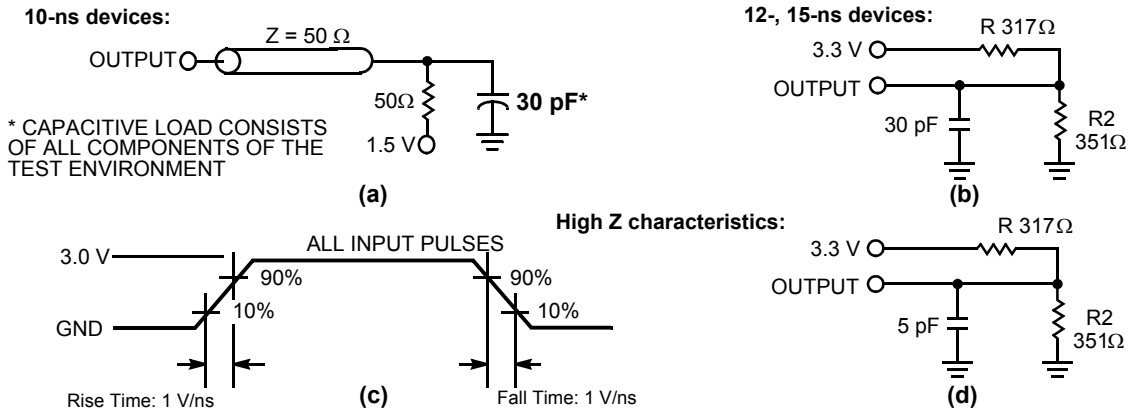 10-ns devices:
Z = 50 Ω
OUTPUT
50Ω
30 pF*
1.5 V
* CAPACITIVE LOAD CONSISTS
OF ALL COMPONENTS OF THE
TEST ENVIRONMENT
(a)
12-, 15-ns devices:
R 317Ω
3.3 V
OUTPUT
30 pF
R2
351Ω
(b)
ALL INPUT PULSES
3.0 V
90%
90%
10%
10%
GND
Rise Time: 1 V/ns
(c)
Fall Time: 1 V/ns
High Z characteristics:
R 317Ω
3.3 V
OUTPUT
5 pF
R2
351Ω
(d)